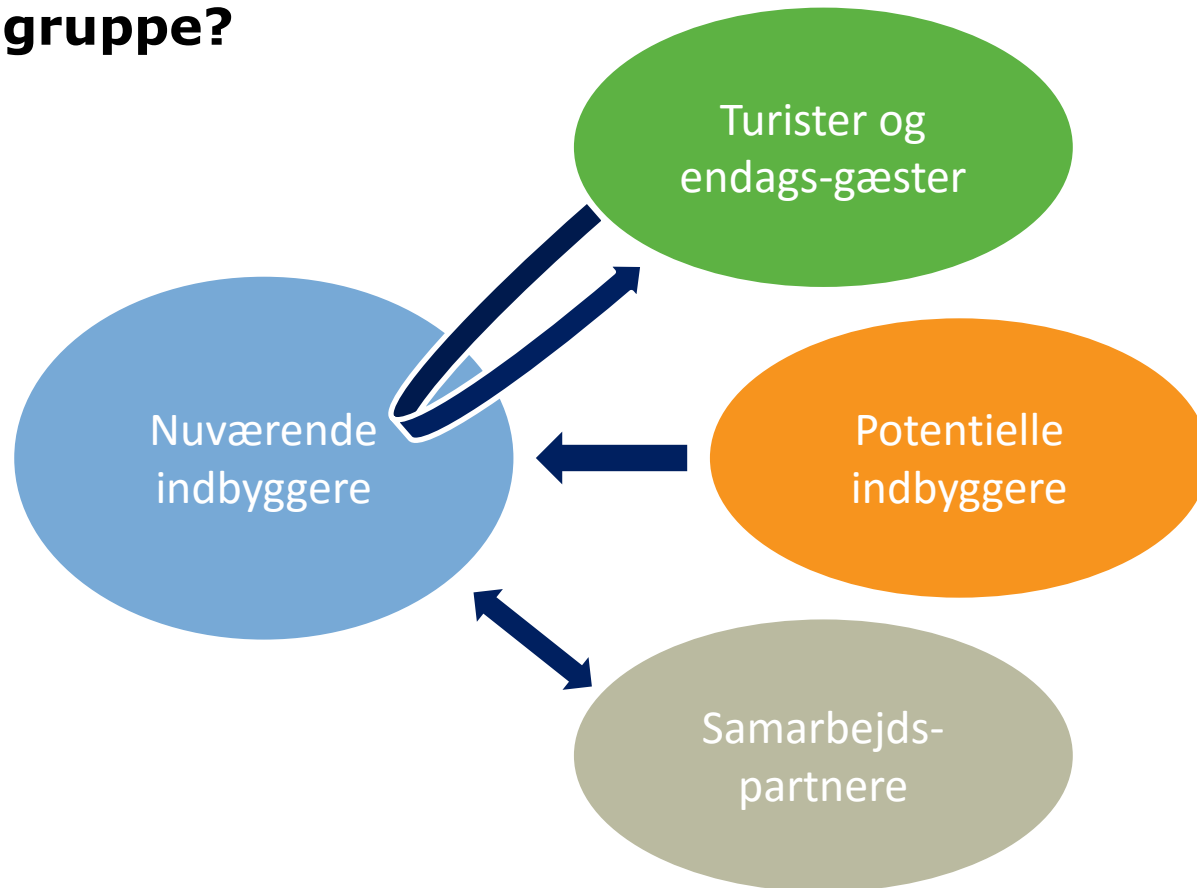 gruppe?
Turister og
endags-gæster
Nuværende
indbyggere
Potentielle
indbyggere
Samarbejds-
partnere